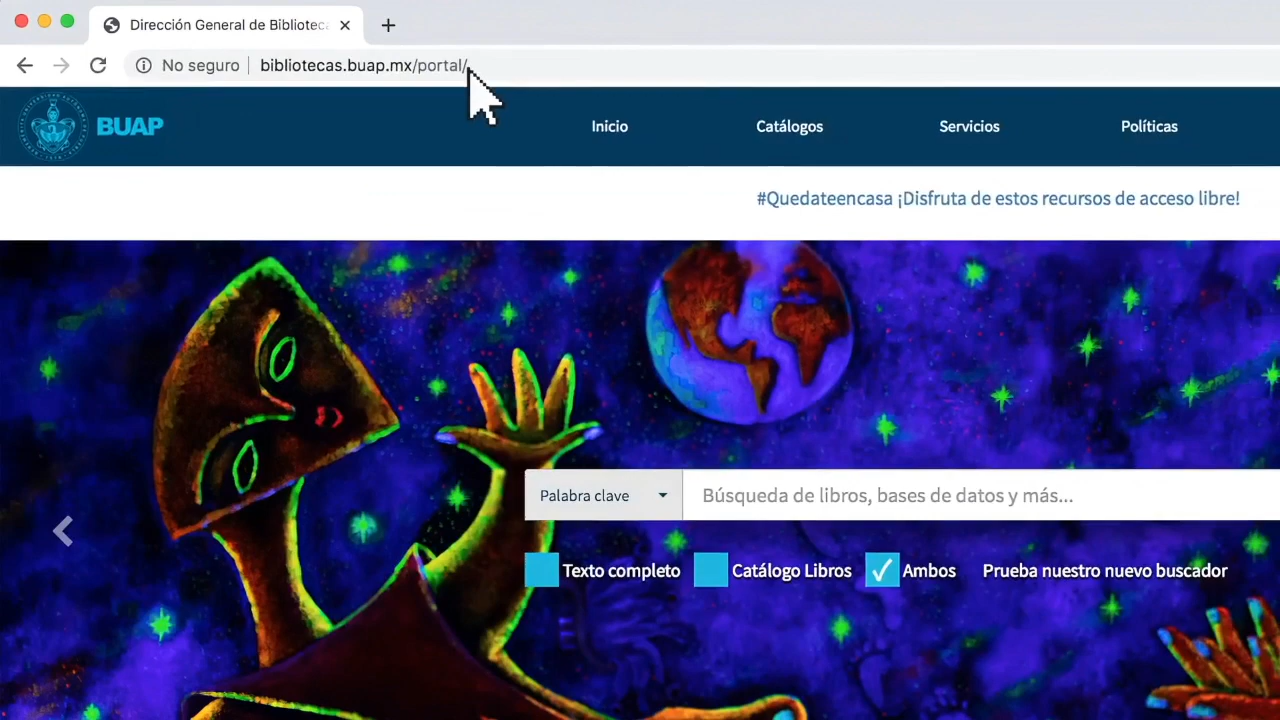 Dirección General de Bibliotec
No seguro
bibliotecas.buap.mx/portal/
BUAP
Inicio
Catálogos
Servicios
Políticas
#Quedateencasa ¡Disfruta de estos recursos de acceso libre!
Palabra clave
Búsqueda de libros, bases de datos y más...
Texto completo
Catálogo Libros
Ambos
Prueba nuestro nuevo buscador